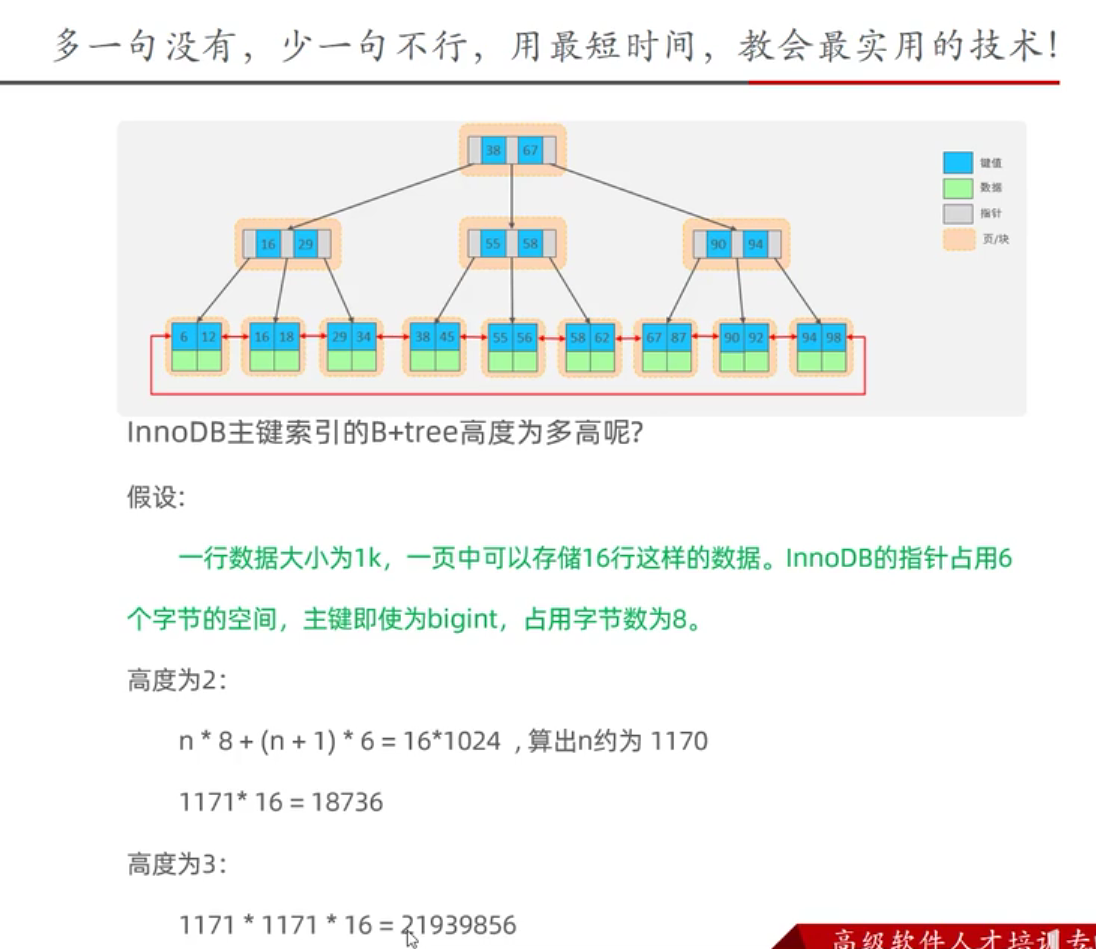 多一句没有，少一句不行，用最短时间，教会最实用的技术！
38 67
键值
数据
指针
页/块
16 29 55 58 90 94
6 12 16 18 29 34 38 45 55 56 58 62 67 87 90 92 94 98
InnoDB主键索引的B+tree高度为多高呢?
假设:
一行数据大小为1k，一页中可以存储16行这样的数据。InnoDB的指针占用6
个字节的空间，主键即使为bigint，占用字节数为8。
高度为2：
n * 8 + (n + 1) * 6 = 16*1024 , 算出n约为 1170
1171* 16 = 18736
高度为3：
1171 * 1171 * 16 = 21939856
高级软件人才培训专